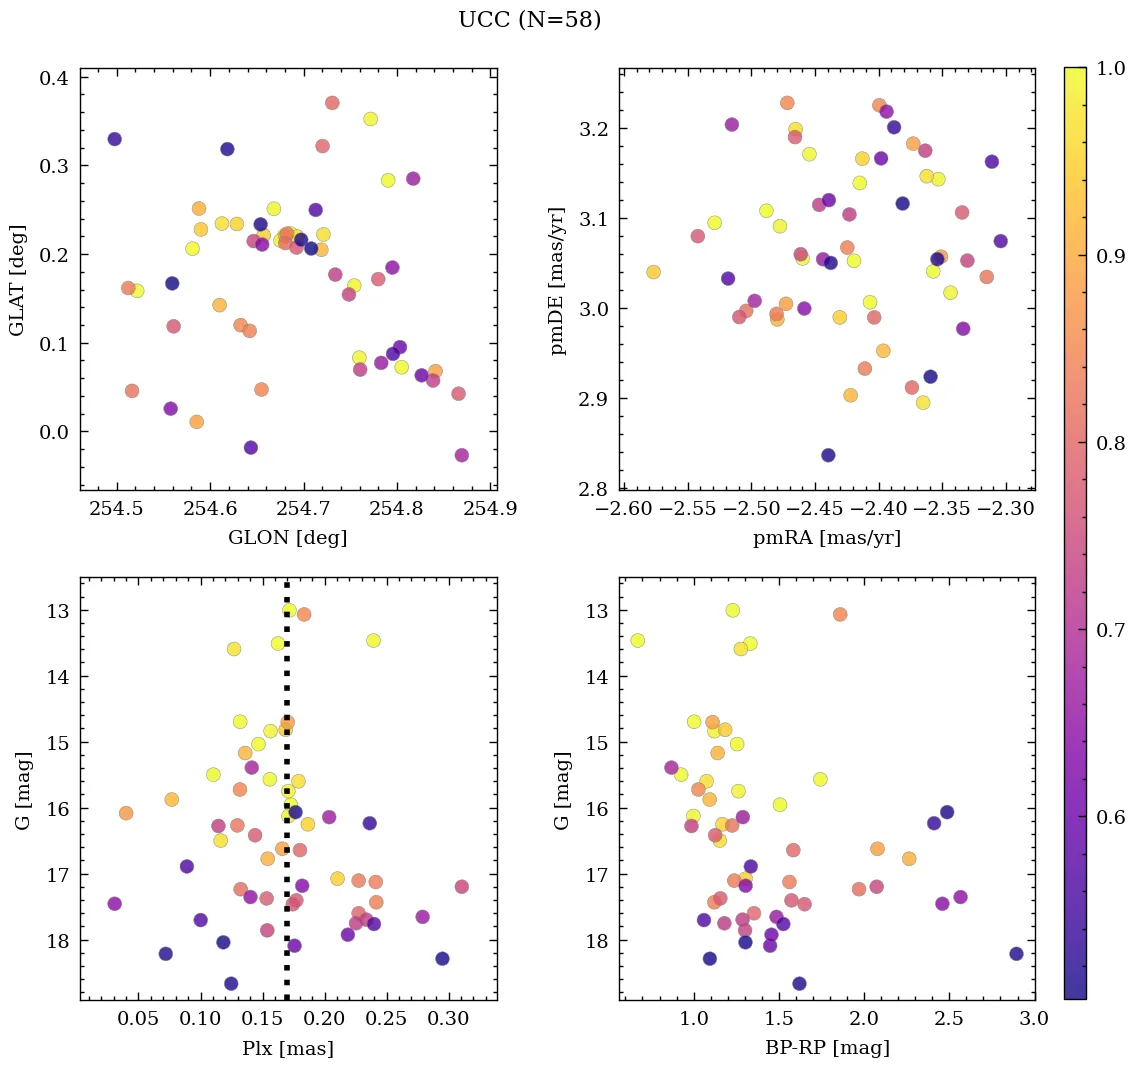 UCC (N=58)
0.4
0.3
0.2
0.1
0.0
GLAT [deg]
254.5 254.6 254.7 254.8 254.9
GLON [deg]
3.2
3.1
3.0
2.9
2.8
pmDE [mas/yr]
−2.60 −2.55 −2.50 −2.45 −2.40 −2.35 −2.30
pmRA [mas/yr]
1.0
0.9
0.8
0.7
0.6
13
14
15
16
17
18
G [mag]
0.05 0.10 0.15 0.20 0.25 0.30
Plx [mas]
13
14
15
16
17
18
G [mag]
1.0 1.5 2.0 2.5 3.0
BP-RP [mag]